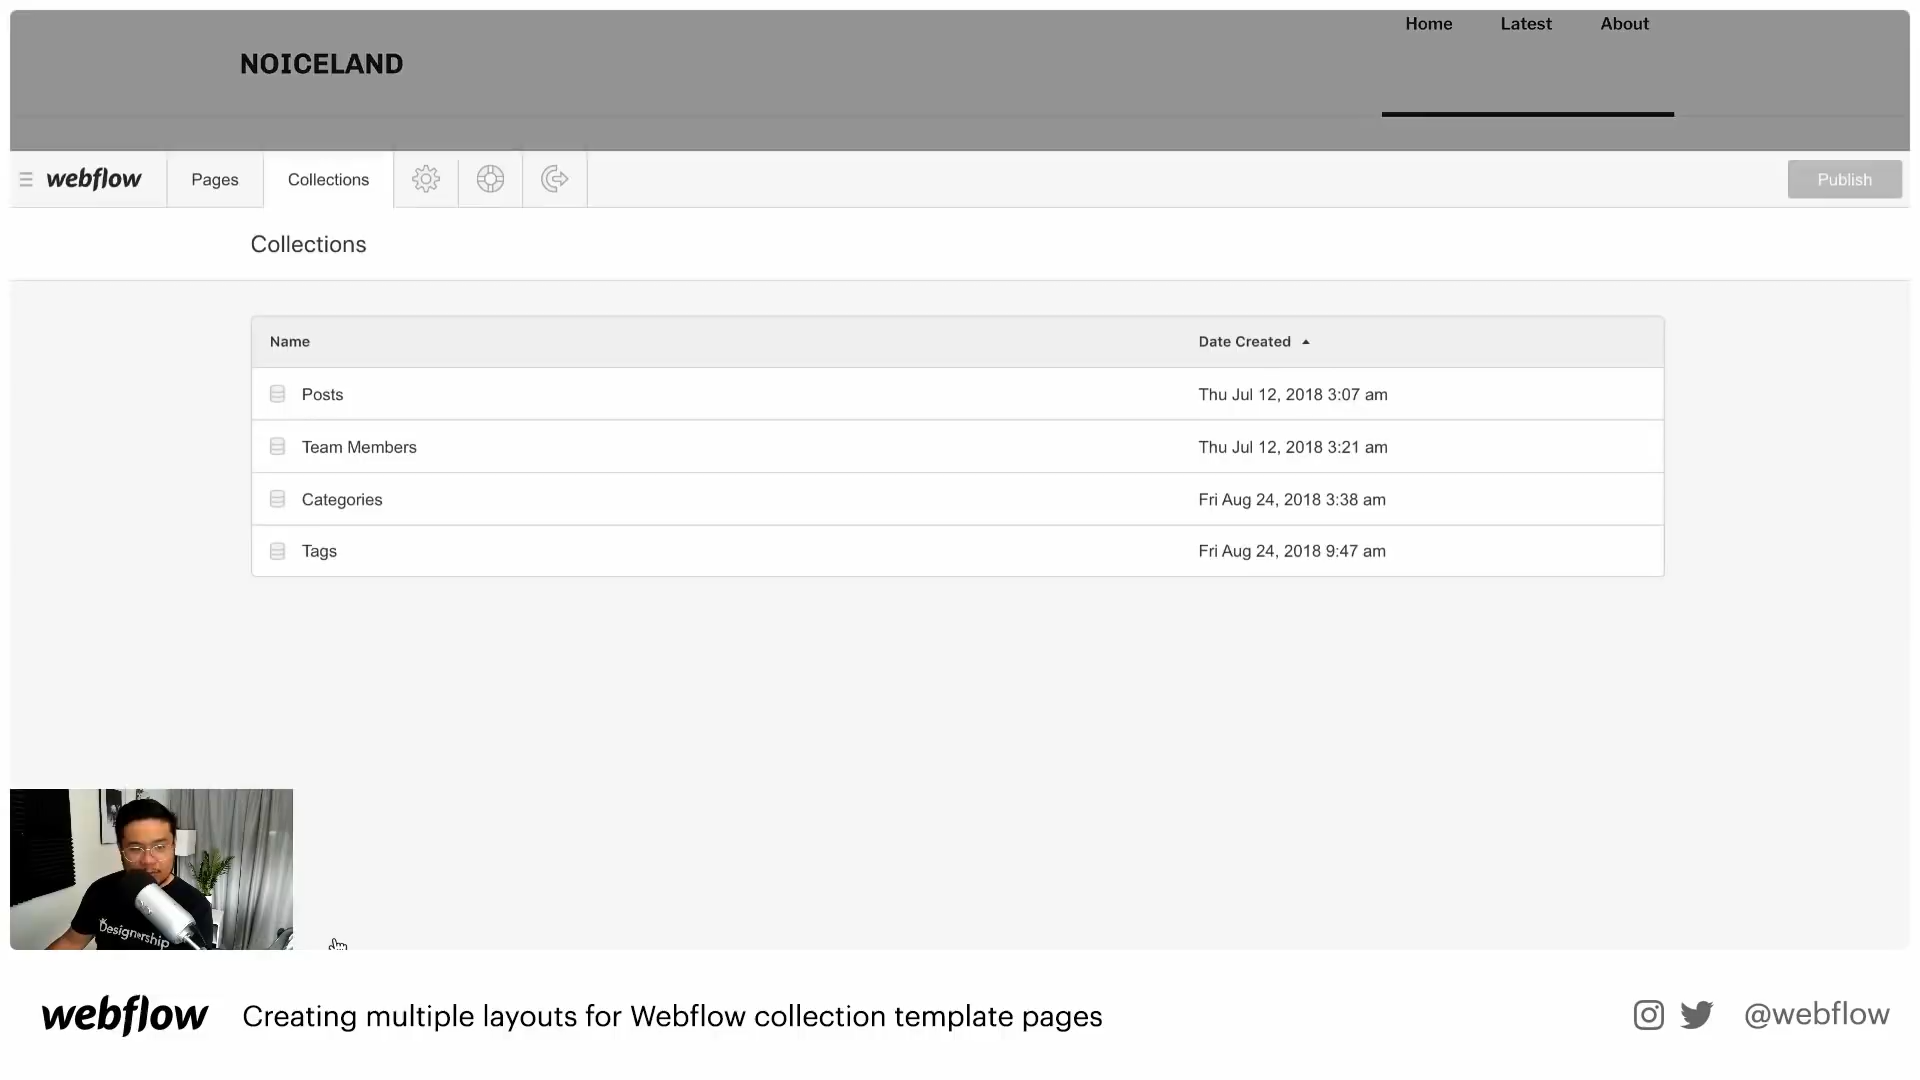 Home Latest About
NOICELAND
webflow Pages Collections Publish
Collections
Name Date Created
Posts Thu Jul 12, 2018 3:07 am
Team Members Thu Jul 12, 2018 3:21 am
Categories Fri Aug 24, 2018 3:38 am
Tags Fri Aug 24, 2018 9:47 am
Designership
webflow Creating multiple layouts for Webflow collection template pages @webflow